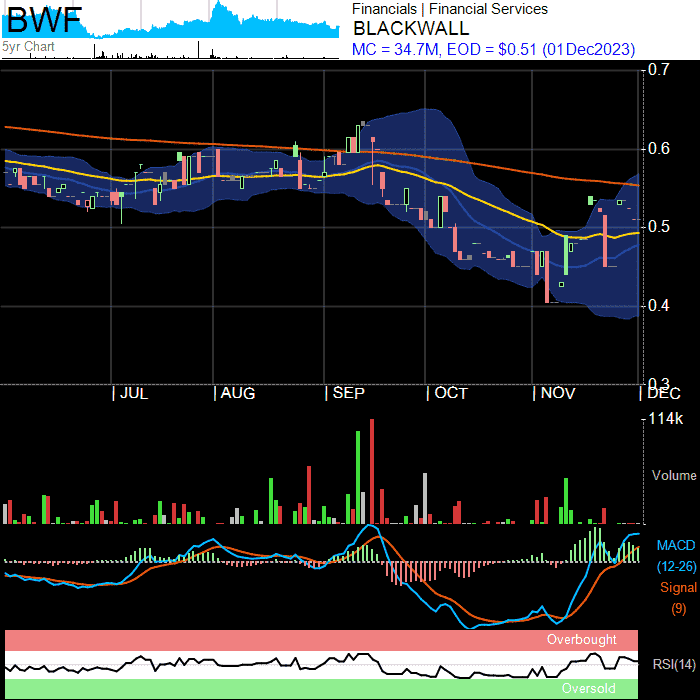 BWF
5yr Chart
Financials | Financial Services
BLACKWALL
MC = 34.7M, EOD = $0.51 (01Dec2023)
0.7
0.6
0.5
0.4
0.3
| JUL | AUG | SEP | OCT | NOV | DEC
114k
Volume
MACD
(12-26)
Signal
(9)
Overbought
RSI(14)
Oversold